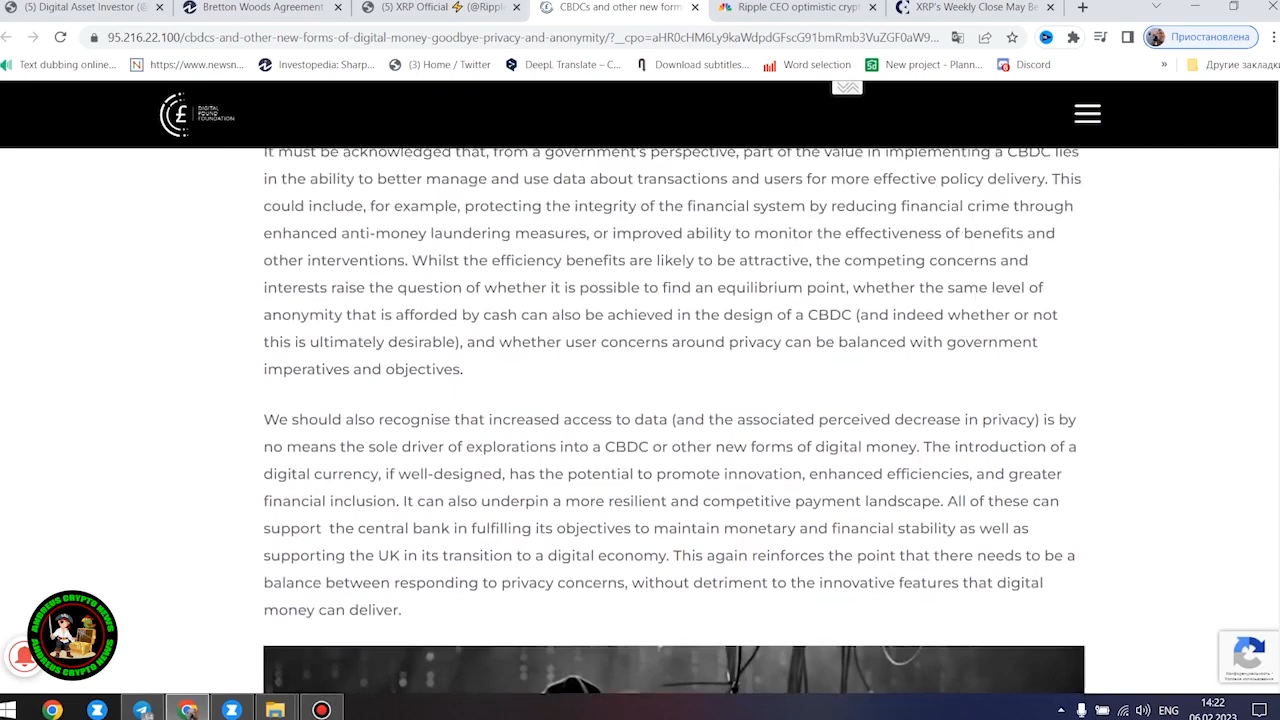 (5) Digital Asset Investor (@
Bretton Woods Agreement
(5) XRP Official ⚡ (@Ripple
CBDCs and other new form
Ripple CEO optimistic crypt
XRP's Weekly Close May Be
95.216.22.100/cbdcs-and-other-new-forms-of-digital-money-goodbye-privacy-and-anonymity/?__cpo=aHR0cHM6Ly9kaWdpdGFscG91bmRmb3VuZGF0aW9...
Приостановлена
Text dubbing online...
https://www.newsn...
Investopedia: Sharp...
(3) Home / Twitter
DeepL Translate – C...
Download subtitles...
Word selection
New project - Plann...
Discord
»
Другие закладки
DIGITAL
POUND
FOUNDATION
It must be acknowledged that, from a government's perspective, part of the value in implementing a CBDC lies
in the ability to better manage and use data about transactions and users for more effective policy delivery. This
could include, for example, protecting the integrity of the financial system by reducing financial crime through
enhanced anti-money laundering measures, or improved ability to monitor the effectiveness of benefits and
other interventions. Whilst the efficiency benefits are likely to be attractive, the competing concerns and
interests raise the question of whether it is possible to find an equilibrium point, whether the same level of
anonymity that is afforded by cash can also be achieved in the design of a CBDC (and indeed whether or not
this is ultimately desirable), and whether user concerns around privacy can be balanced with government
imperatives and objectives.
We should also recognise that increased access to data (and the associated perceived decrease in privacy) is by
no means the sole driver of explorations into a CBDC or other new forms of digital money. The introduction of a
digital currency, if well-designed, has the potential to promote innovation, enhanced efficiencies, and greater
financial inclusion. It can also underpin a more resilient and competitive payment landscape. All of these can
support the central bank in fulfilling its objectives to maintain monetary and financial stability as well as
supporting the UK in its transition to a digital economy. This again reinforces the point that there needs to be a
balance between responding to privacy concerns, without detriment to the innovative features that digital
money can deliver.
ANDREUS CRYPTO NEWS
ANDREUS CRYPTO NEWS
Конфиденциальность -
Условия использования
ENG
14:22
06.02.2023